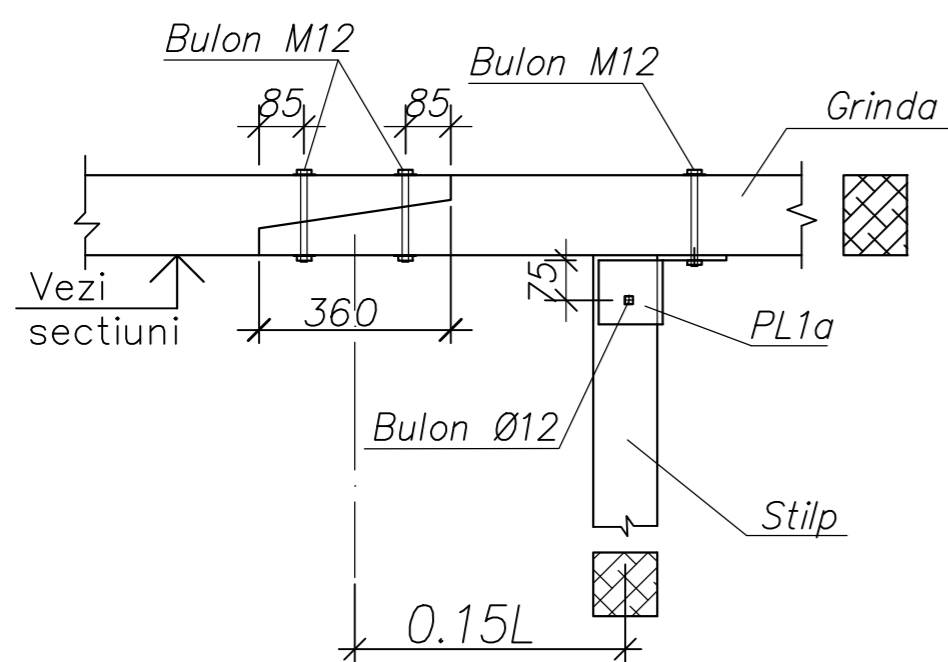 Bulon M12
Bulon M12
85
85
Grinda
Vezi
sectiuni
360
75
PL1a
Bulon Ø12
Stilp
0.15L